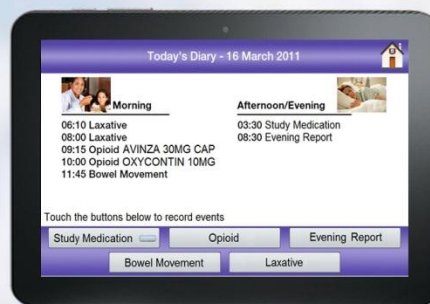 Today's Diary - 16 March 2011
Morning
06:10 Laxative
08:00 Laxative
09:15 Opioid AVINZA 30MG CAP
10:00 Opioid OXYCONTIN 10MG
11:45 Bowel Movement
Afternoon/Evening
03:30 Study Medication
08:30 Evening Report
Touch the buttons below to record events
Study Medication
Opioid
Evening Report
Bowel Movement
Laxative